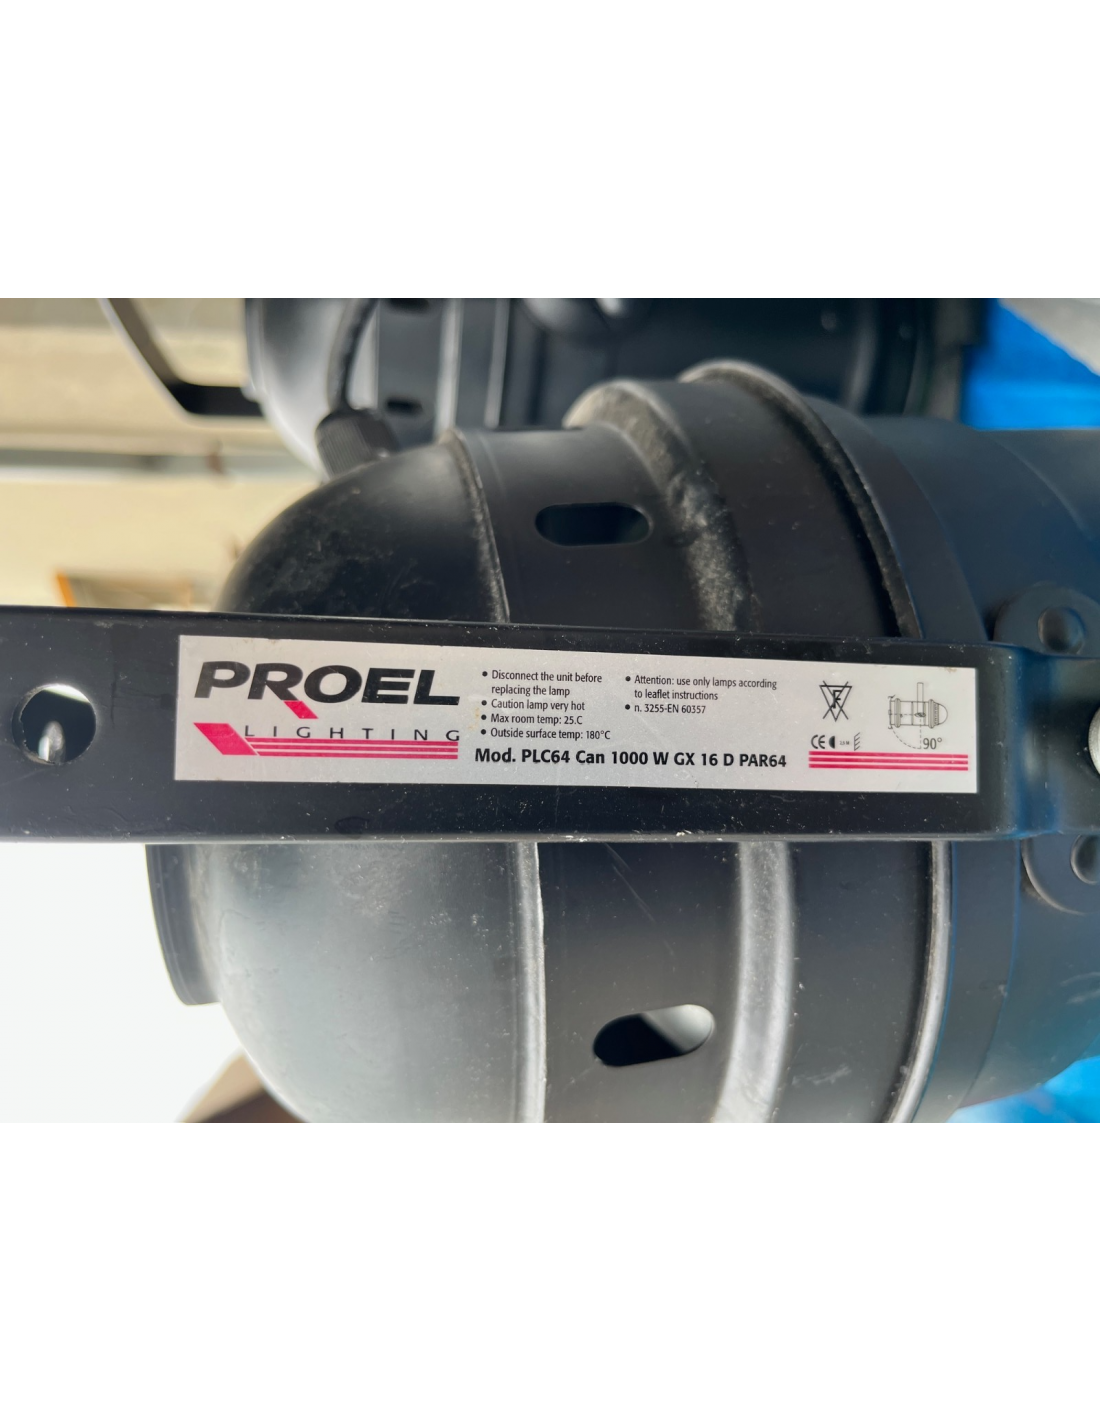 PROEL
LIGHTING
• Disconnect the unit before
replacing the lamp
• Caution lamp very hot
• Max room temp: 25.C
• Outside surface temp: 180°C
• Attention: use only lamps according
to leaflet instructions
• n. 3255-EN 60357
Mod. PLC64 Can 1000 W GX 16 D PAR64
F
CE
90°